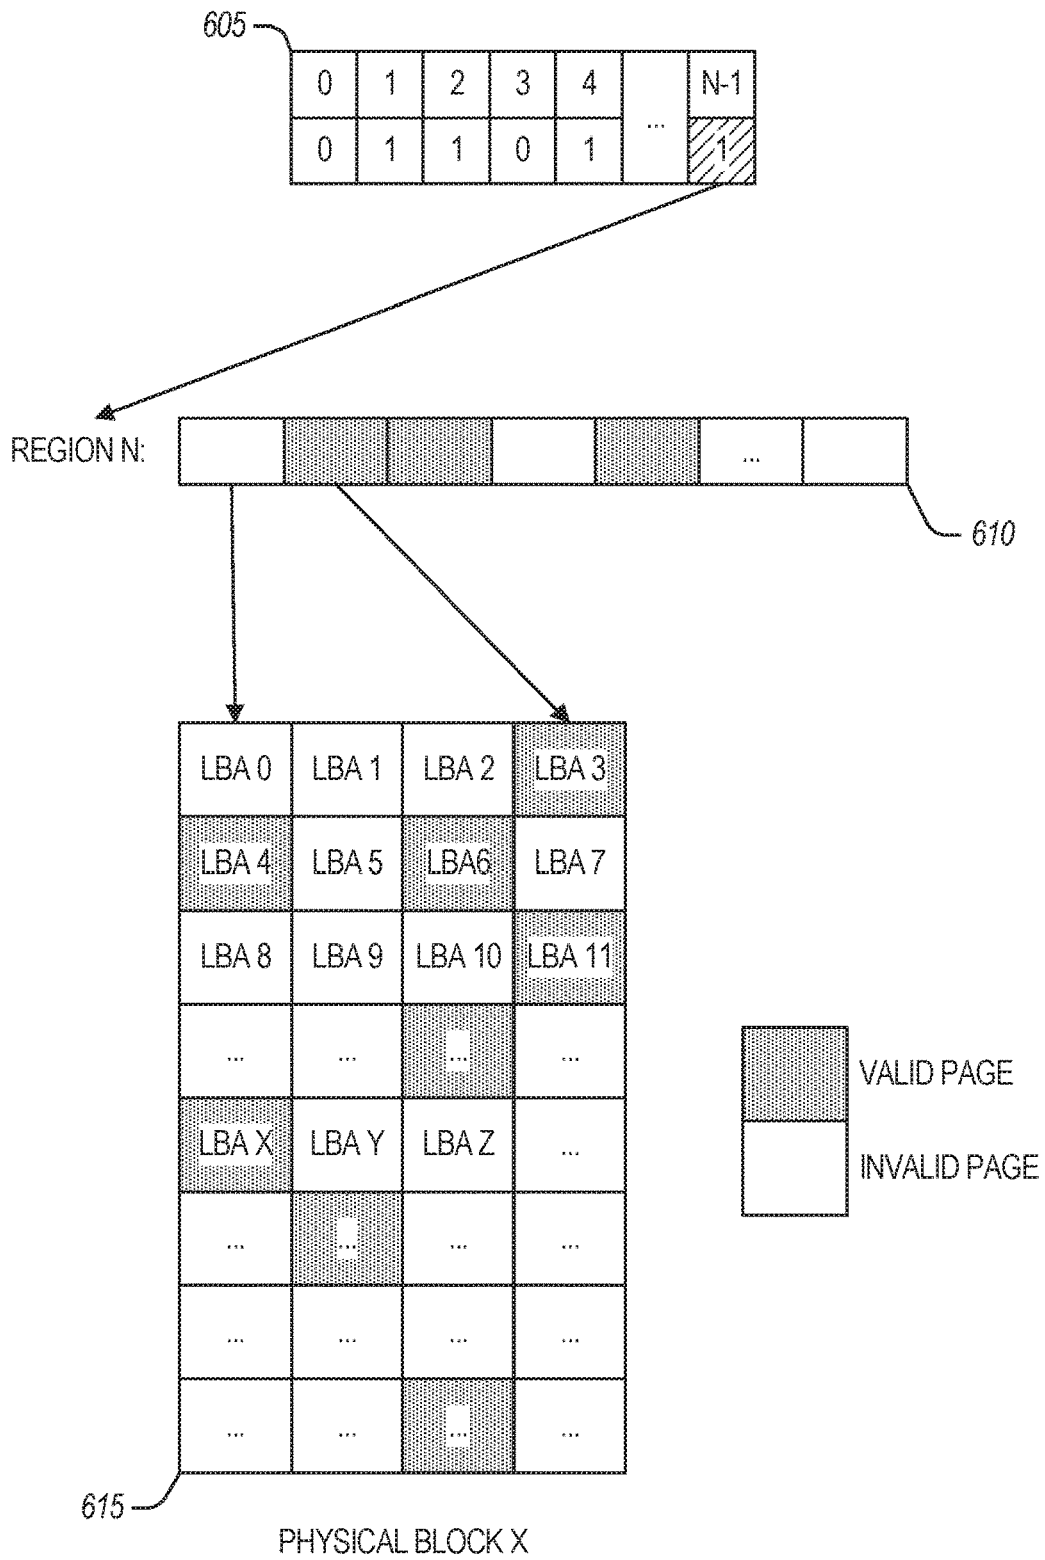 605
0 1 2 3 4 ... N-1
0 1 1 0 1 1
REGION N: ...
610
LBA 0 LBA 1 LBA 2 LBA 3
LBA 4 LBA 5 LBA6 LBA 7
LBA 8 LBA 9 LBA 10 LBA 11
... ... ... ...
LBA X LBA Y LBA Z ...
... ... ... ...
... ... ... ...
... ... ... ...
VALID PAGE
INVALID PAGE
615
PHYSICAL BLOCK X